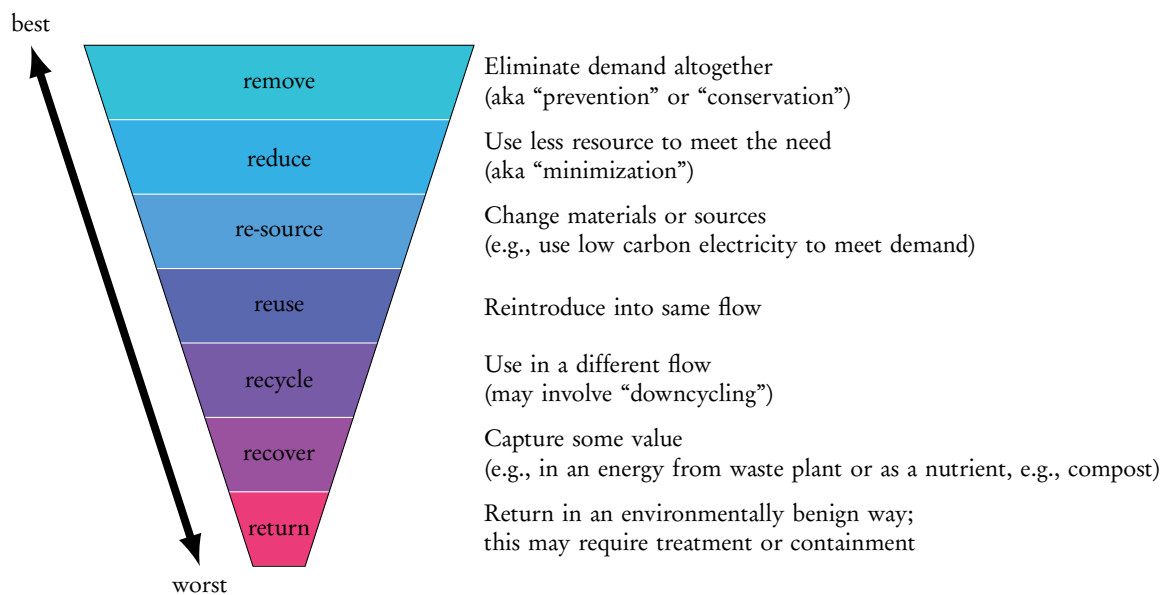 best
remove
Eliminate demand altogether
(aka “prevention” or “conservation”)
reduce
Use less resource to meet the need
(aka “minimization”)
re-source
Change materials or sources
(e.g., use low carbon electricity to meet demand)
reuse
Reintroduce into same flow
recycle
Use in a different flow
(may involve “downcycling”)
recover
Capture some value
(e.g., in an energy from waste plant or as a nutrient, e.g., compost)
return
Return in an environmentally benign way;
this may require treatment or containment
worst